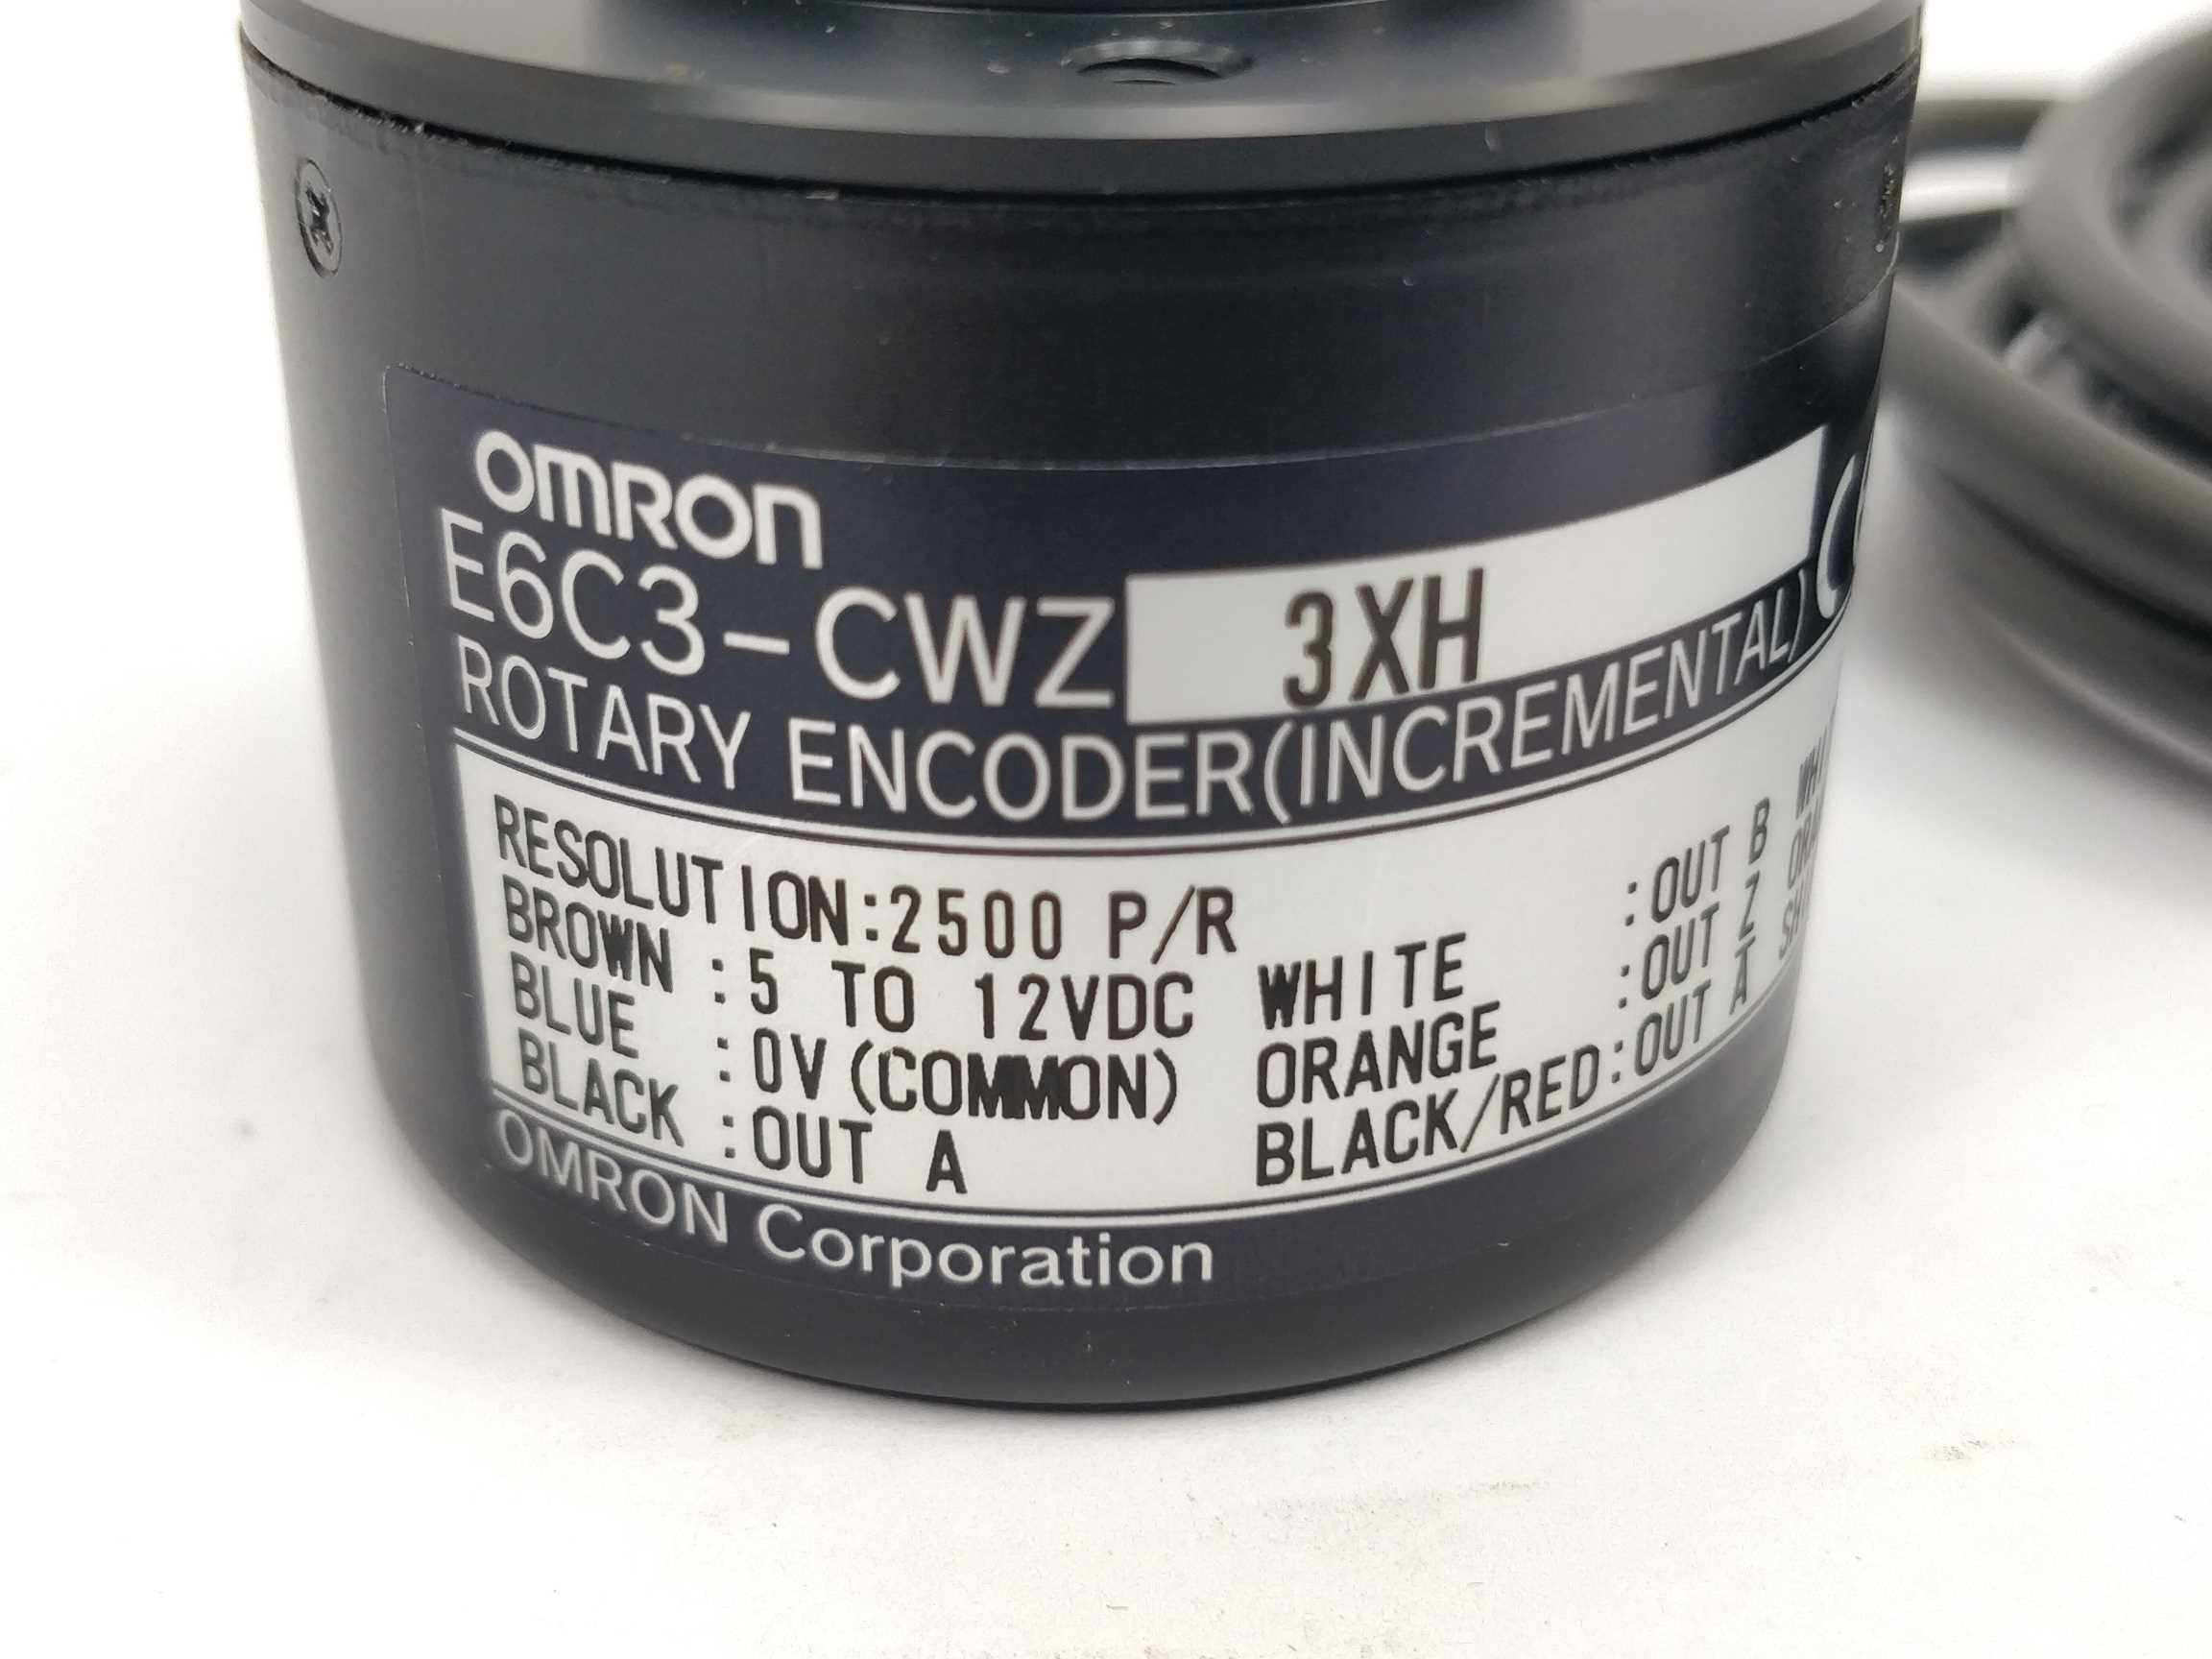 OMRON
E6C3-CWZ 3XH
ROTARY ENCODER(INCREMENTAL)
RESOLUTION:2500 P/R
BROWN :5 TO 12VDC WHITE :OUT B
BLUE :0V(COMMON) ORANGE :OUT Z
BLACK :OUT A BLACK/RED:OUT A̅
OMRON Corporation